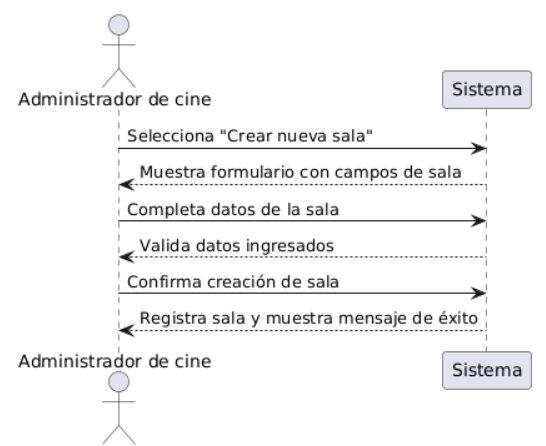 Administrador de cine
Sistema
Selecciona "Crear nueva sala"
Muestra formulario con campos de sala
Completa datos de la sala
Valida datos ingresados
Confirma creación de sala
Registra sala y muestra mensaje de éxito
Administrador de cine
Sistema